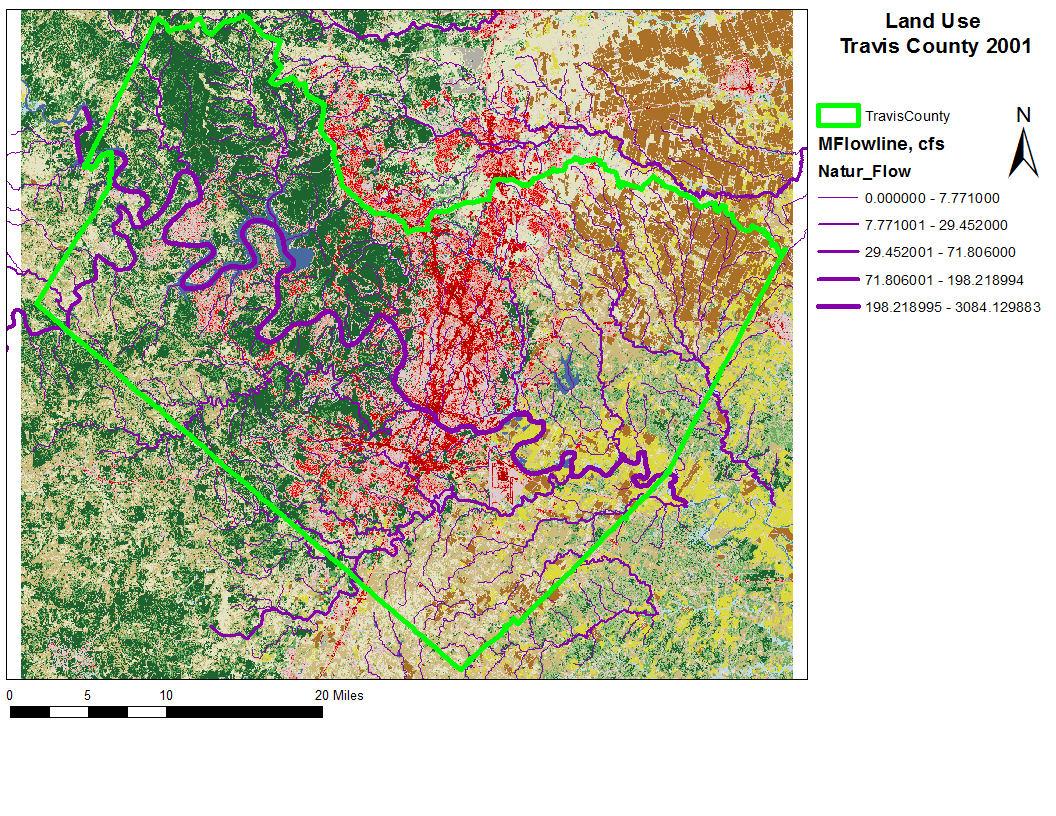 Land Use
Travis County 2001
TravisCounty
N
MFlowline, cfs
Natur_Flow
0.000000 - 7.771000
7.771001 - 29.452000
29.452001 - 71.806000
71.806001 - 198.218994
198.218995 - 3084.129883
0 5 10 20 Miles